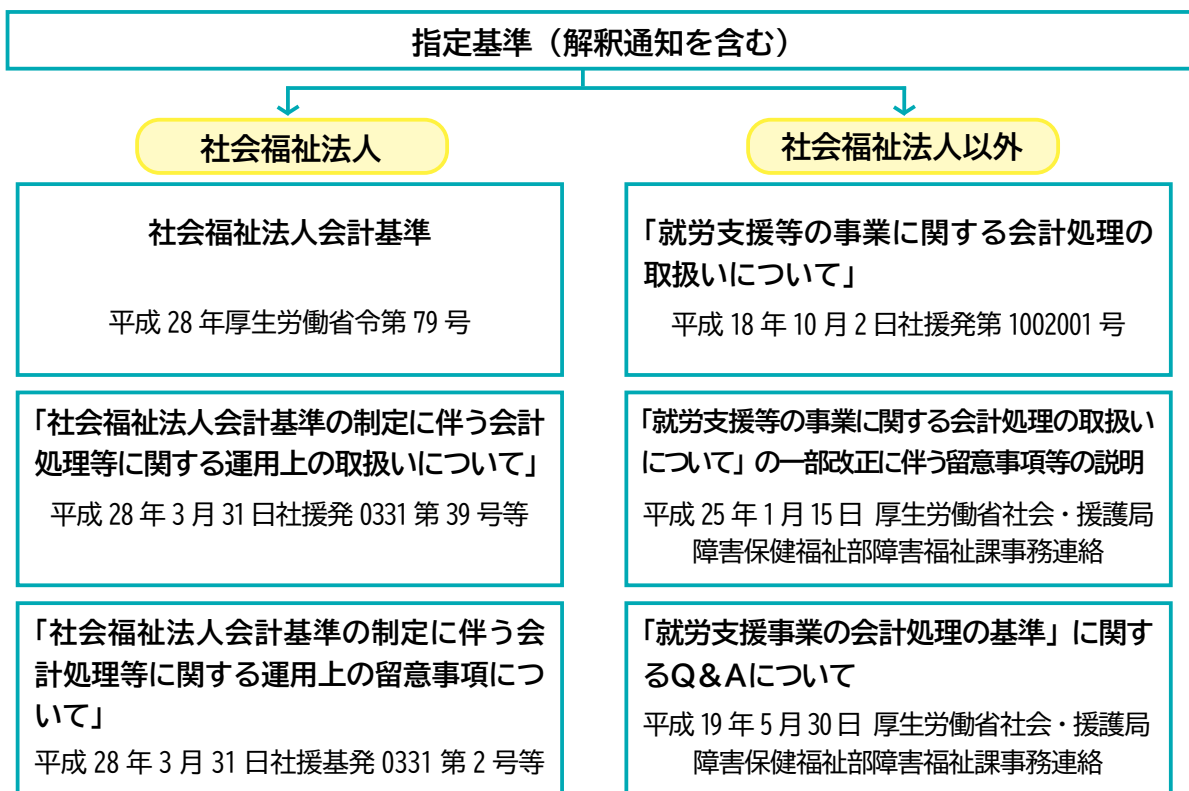 指定基準（解釈通知を含む）
社会福祉法人
社会福祉法人会計基準
平成 28 年厚生労働省令第 79 号
「社会福祉法人会計基準の制定に伴う会計
処理等に関する運用上の取扱いについて」
平成 28 年 3 月 31 日社援発 0331 第 39 号等
「社会福祉法人会計基準の制定に伴う会
計処理等に関する運用上の留意事項につ
いて」
平成 28 年 3 月 31 日社援基発 0331 第 2 号等
社会福祉法人以外
「就労支援等の事業に関する会計処理の
取扱いについて」
平成 18 年 10 月 2 日社援発第 1002001 号
「就労支援等の事業に関する会計処理の取扱い
について」の一部改正に伴う留意事項等の説明
平成 25 年 1 月 15 日 厚生労働省社会・援護局
障害保健福祉部障害福祉課事務連絡
「就労支援事業の会計処理の基準」に関す
るQ＆Aについて
平成 19 年 5 月 30 日 厚生労働省社会・援護局
障害保健福祉部障害福祉課事務連絡